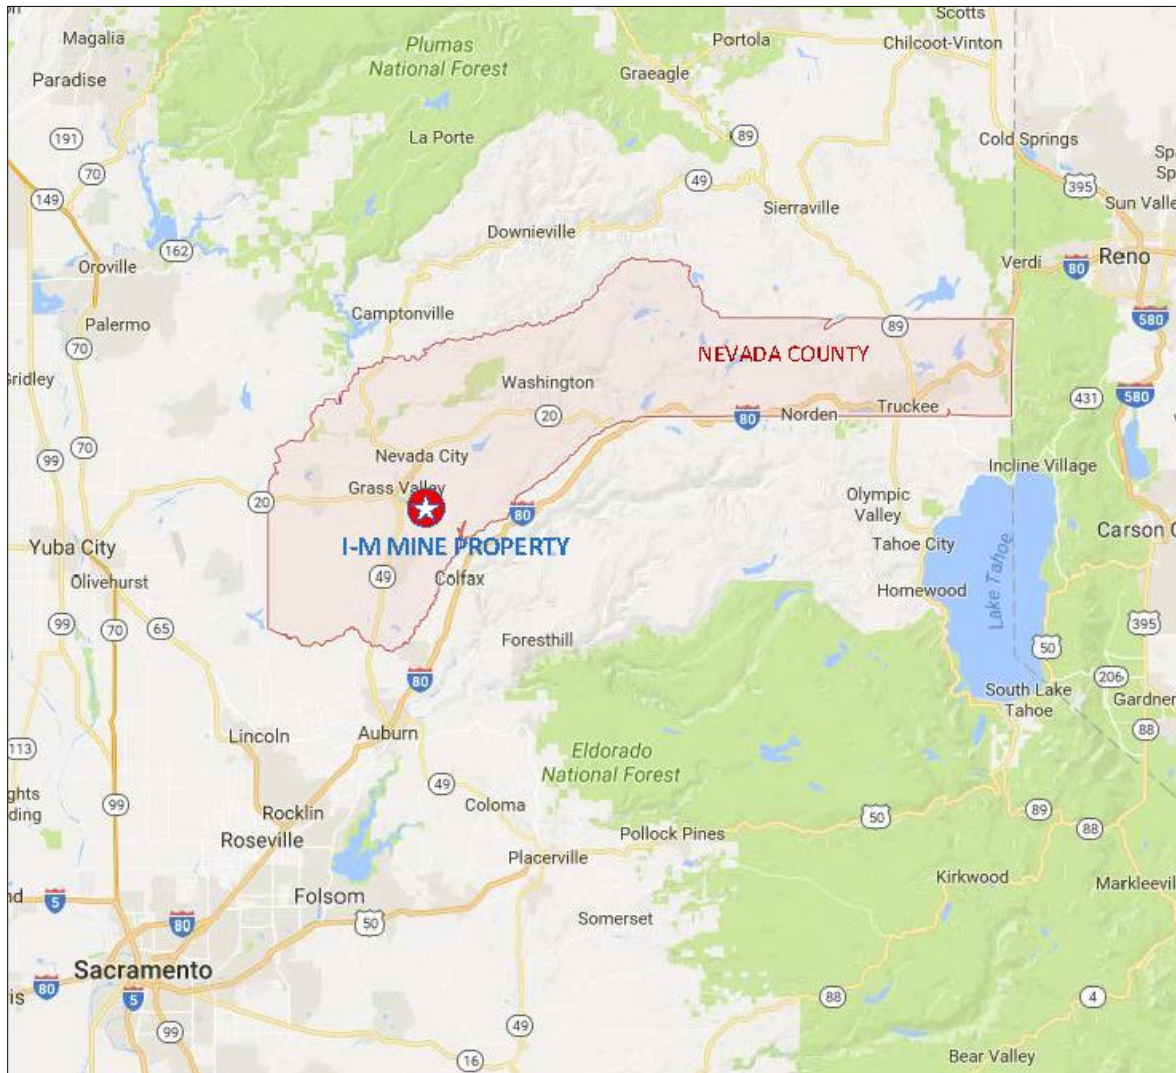 Scotts
Magalia
Plumas
National Forest
Portola
Chilcoot-Vinton
Paradise
Graeagle
191
La Porte
89
Cold Springs
70
149
49
395
Sun Valle
Sierraville
Downieville
162
Oroville
Verdi
80
Reno
Camptonville
Palermo
89
580
70
NEVADA COUNTY
Gridley
Washington
580
431
20
80
Norden
Truckee
99
70
Nevada City
Incline Village
Grass Valley
20
Olympic
Valley
80
Carson C
Yuba City
I-M MINE PROPERTY
Tahoe City
Olivehurst
49
Colfax
Homewood
Lake Tahoe
99
70
65
395
Foresthill
50
80
206
South Lake
Tahoe
Gardner
Lincoln
Auburn
88
113
Eldorado
National Forest
49
99
Coloma
89
Rocklin
50
88
Roseville
Pollock Pines
Placerville
Kirkwood
Markleevil
Folsom
5
80
50
Somerset
Sacramento
80
5
88
4
99
49
16
Bear Valley